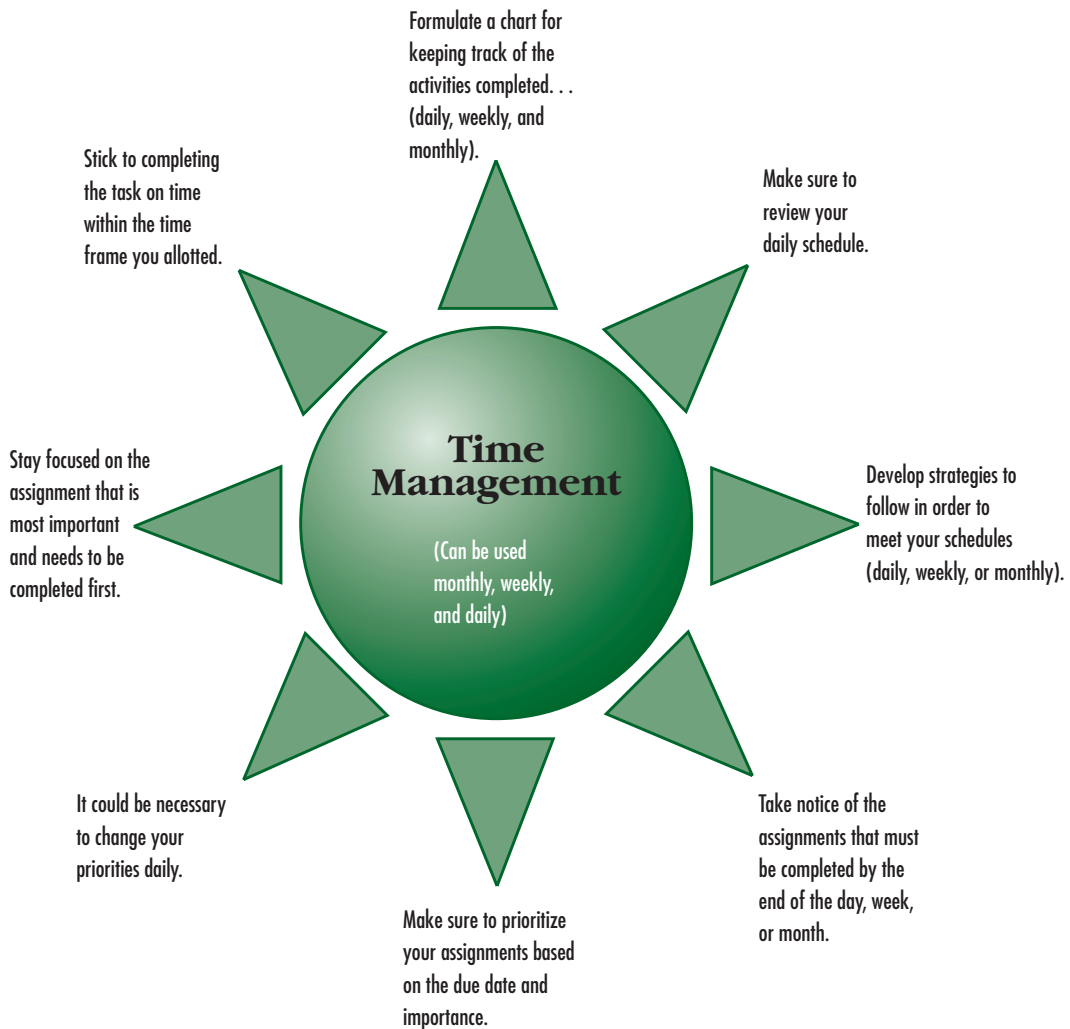 Formulate a chart for
keeping track of the
activities completed. . .
(daily, weekly, and
monthly).
Make sure to
review your
daily schedule.
Develop strategies to
follow in order to
meet your schedules
(daily, weekly, or monthly).
Take notice of the
assignments that must
be completed by the
end of the day, week,
or month.
Make sure to prioritize
your assignments based
on the due date and
importance.
It could be necessary
to change your
priorities daily.
Stay focused on the
assignment that is
most important
and needs to be
completed first.
Stick to completing
the task on time
within the time
frame you allotted.
Time
Management
(Can be used
monthly, weekly,
and daily)